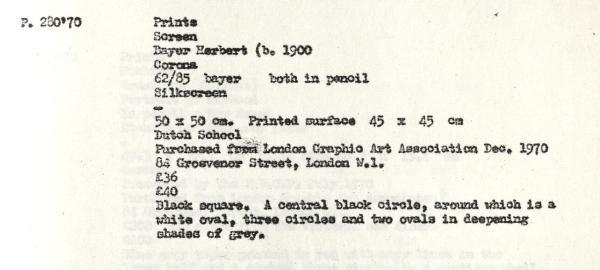 P. 280'70 Prints
Screen
Bayer Herbert (b. 1900
Corona
62/85 bayer both in pencil
Silkscreen
-
50 x 50 cm. Printed surface 45 x 45 cm
Dutch School
Purchased from London Graphic Art Association Dec. 1970
84 Grosvenor Street, London W.1.
£36
£40
Black square. A central black circle, around which is a
white oval, three circles and two ovals in deepening
shades of grey.